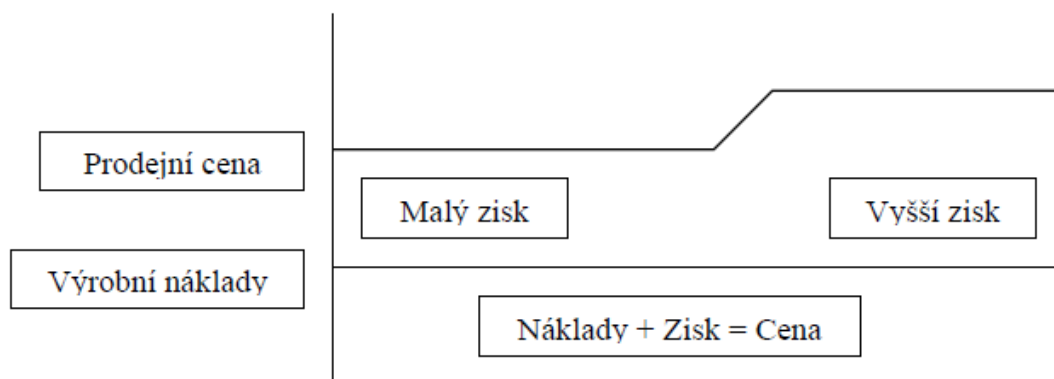 Prodejní cena
Malý zisk
Vyšší zisk
Výrobní náklady
Náklady + Zisk = Cena